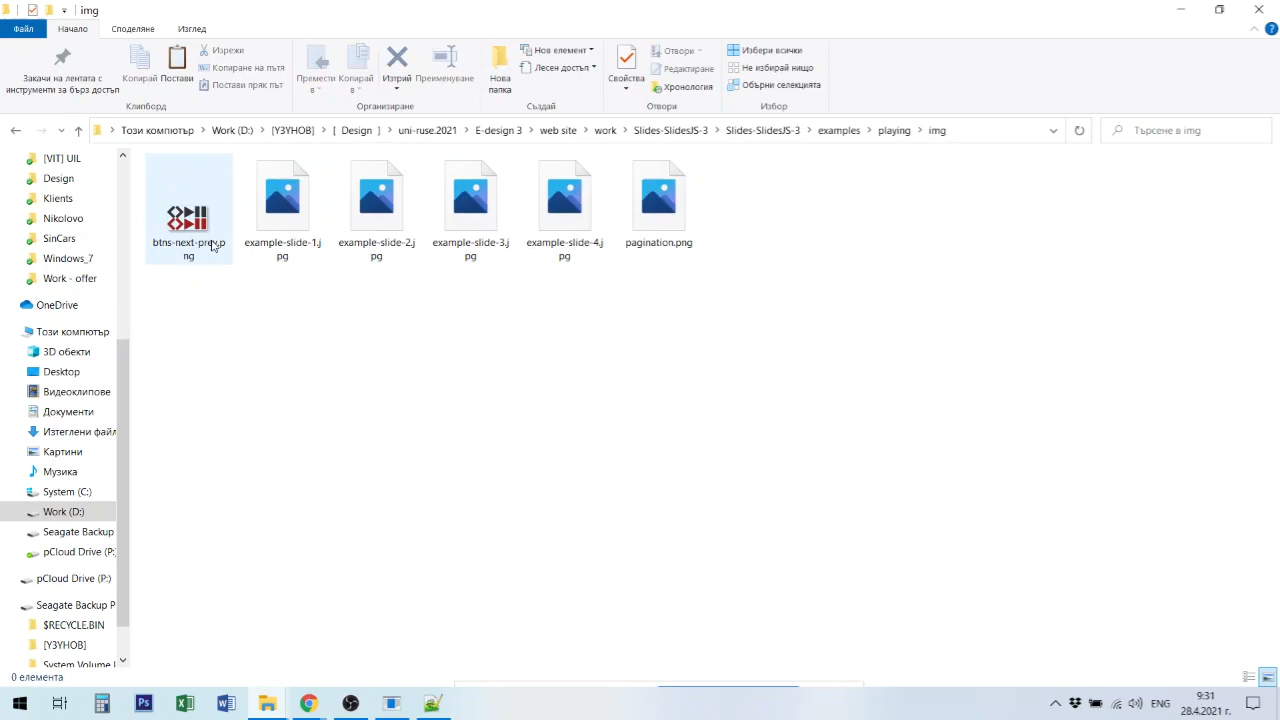 img
Файл
Начало
Споделяне
Изглед
Закачи на лентата с
инструменти за бърз достъп
Копирай
Постави
Изрежи
Копиране на пътя
Постави пряк път
Клипборд
Премести
в
Копирай
в
Изтрий
Преименуване
Организиране
Нова
папка
Нов елемент
Лесен достъп
Създай
Свойства
Отвори
Редактиране
Хронология
Отвори
Избери всички
Не избирай нищо
Обърни селекцията
Избор
Този компютър
Work (D:)
[УЗУНОВ]
[ Design ]
uni-ruse.2021
E-design 3
web site
work
Slides-SlidesJS-3
Slides-SlidesJS-3
examples
playing
img
Търсене в img
[VIT] UIL
Design
Klients
Nikolovo
SinCars
Windows_7
Work - offer
OneDrive
Този компютър
3D обекти
Desktop
Видеоклипове
Документи
Изтеглени файл
Картини
Музика
System (C:)
Work (D:)
Seagate Backup
pCloud Drive (P:
pCloud Drive (P:)
Seagate Backup P
$RECYCLE.BIN
[УЗУНОВ]
System Volume I
btns-next-prev.p
ng
example-slide-1.j
pg
example-slide-2.j
pg
example-slide-3.j
pg
example-slide-4.j
pg
pagination.png
0 елемента
Ps
ENG
9:31
28.4.2021 г.